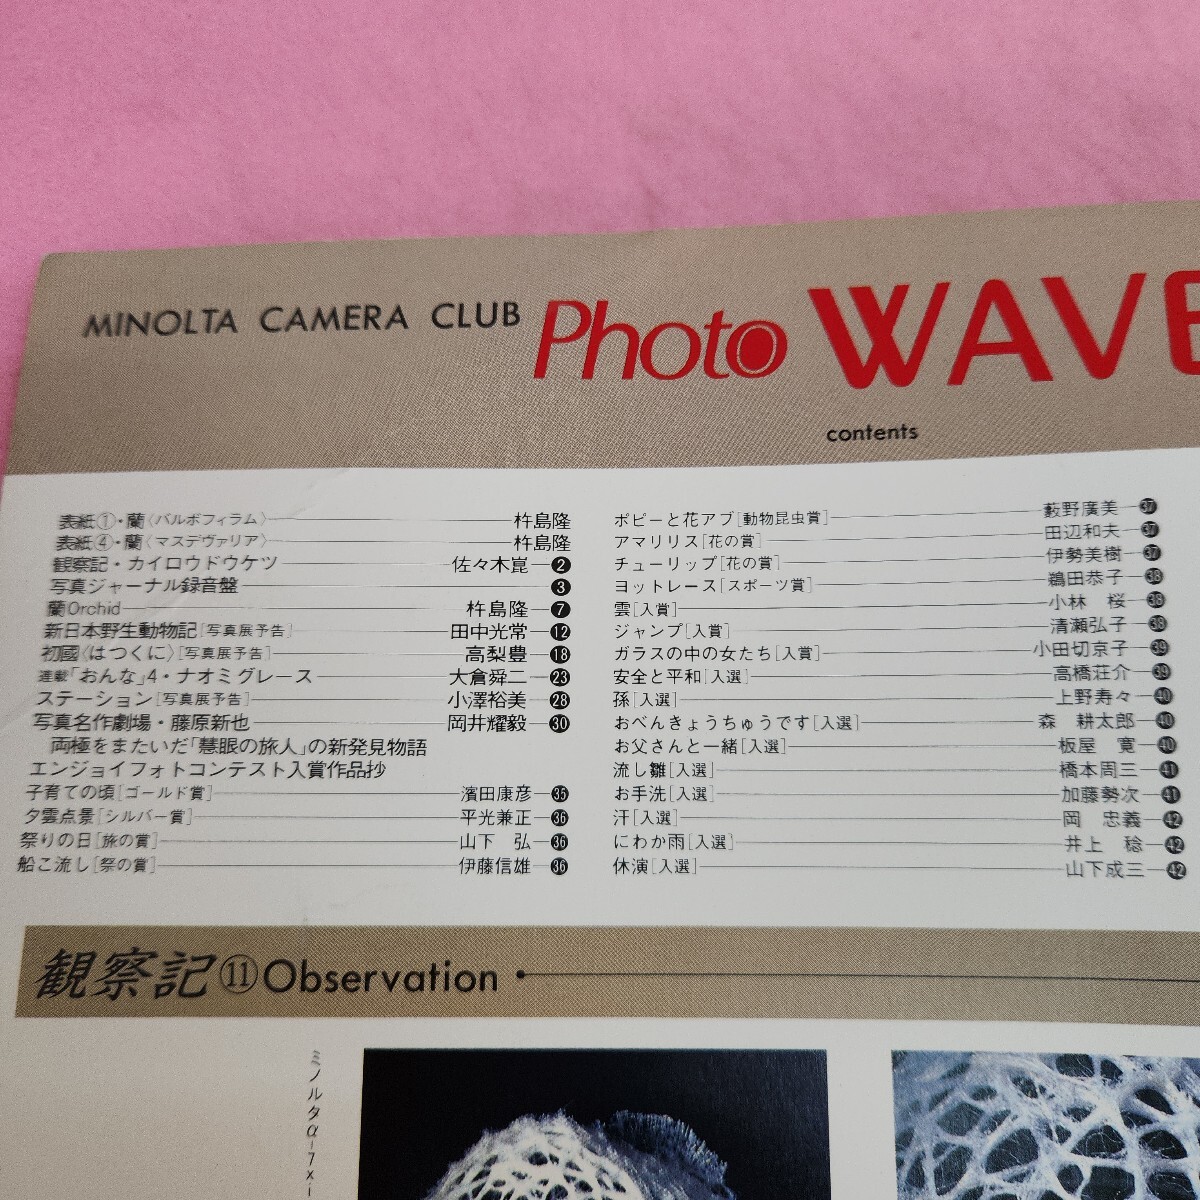 MINOLTA CAMERA CLUB Photo WAVE
contents
表紙①・蘭〈バルボフィラム〉 杵島隆
表紙④・蘭〈マスデヴァリア〉 杵島隆
観察記・カイロウドウケツ 佐々木崑 2
写真ジャーナル録音盤 3
蘭Orchid 杵島隆 7
新日本野生動物記[写真展予告] 田中光常 12
初國〈はつくに〉[写真展予告] 高梨豊 18
連載「おんな」4・ナオミグレース 大倉舜二 23
ステーション[写真展予告] 小澤裕美 28
写真名作劇場・藤原新也 岡井耀毅 30
両極をまたいだ「慧眼の旅人」の新発見物語
エンジョイフォトコンテスト入賞作品抄
子育ての頃[ゴールド賞] 濱田康彦 35
夕雲点景[シルバー賞] 平光兼正 36
祭りの日[旅の賞] 山下 弘 36
船こ流し[祭の賞] 伊藤信雄 36
ポピーと花アブ[動物昆虫賞] 藪野廣美 37
アマリリス[花の賞] 田辺和夫 37
チューリップ[花の賞] 伊勢美樹 37
ヨットレース[スポーツ賞] 鵜田恭子 38
雲[入賞] 小林 桜 38
ジャンプ[入賞] 清瀬弘子 38
ガラスの中の女たち[入賞] 小田切京子 39
安全と平和[入選] 高橋荘介 39
孫[入選] 上野寿々 40
おべんきょうちゅうです[入選] 森 耕太郎 40
お父さんと一緒[入選] 板屋 寛 40
流し雛[入選] 橋本周三 41
お手洗[入選] 加藤勢次 41
汗[入選] 岡 忠義 42
にわか雨[入選] 井上 稔 42
休演[入選] 山下成三 42
観察記⑪Observation
ミノルタα-7x-